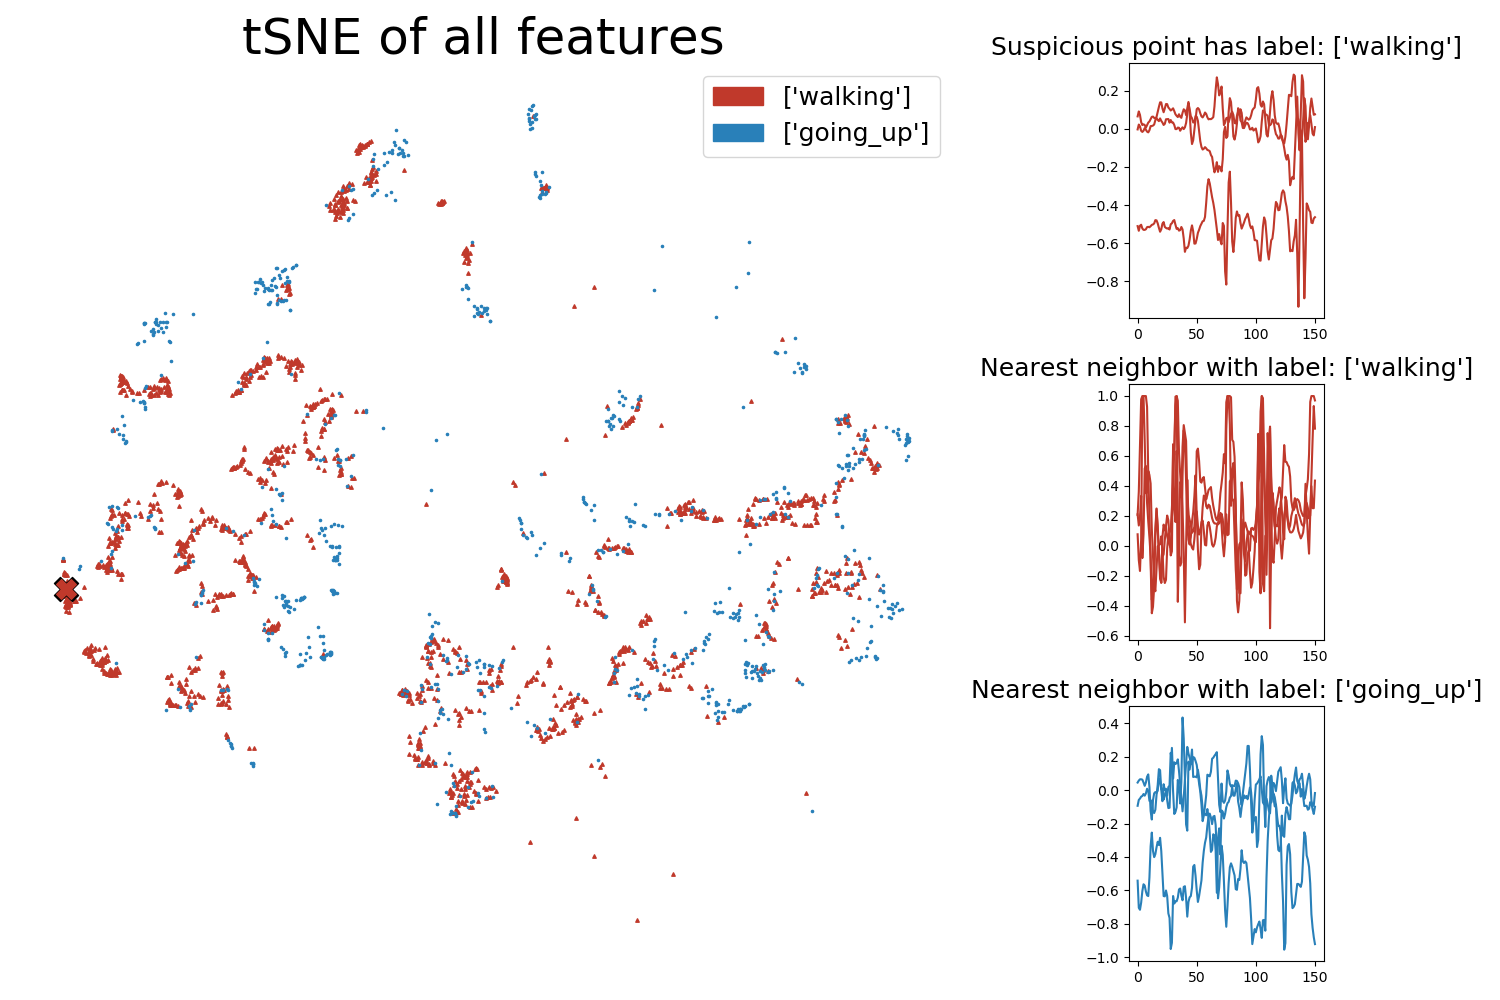 tSNE of all features
['walking']
['going_up']
Suspicious point has label: ['walking']
0.2
0.0
−0.2
−0.4
−0.6
−0.8
0 50 100 150
Nearest neighbor with label: ['walking']
1.0
0.8
0.6
0.4
0.2
0.0
−0.2
−0.4
−0.6
0 50 100 150
Nearest neighbor with label: ['going_up']
0.4
0.2
0.0
−0.2
−0.4
−0.6
−0.8
−1.0
0 50 100 150